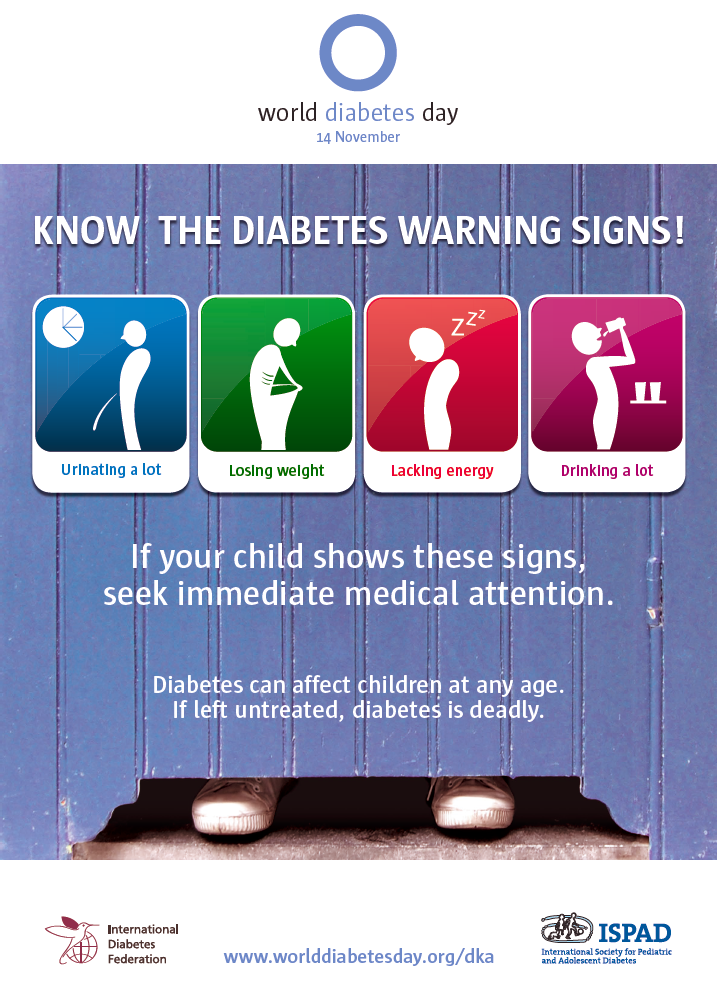 world diabetes day
14 November
KNOW THE DIABETES WARNING SIGNS!
zzz
Urinating a lot
Losing weight
Lacking energy
Drinking a lot
If your child shows these signs,
seek immediate medical attention.
Diabetes can affect children at any age.
If left untreated, diabetes is deadly.
International
Diabetes
Federation
www.worlddiabetesday.org/dka
ISPAD
International Society for Pediatric
and Adolescent Diabetes